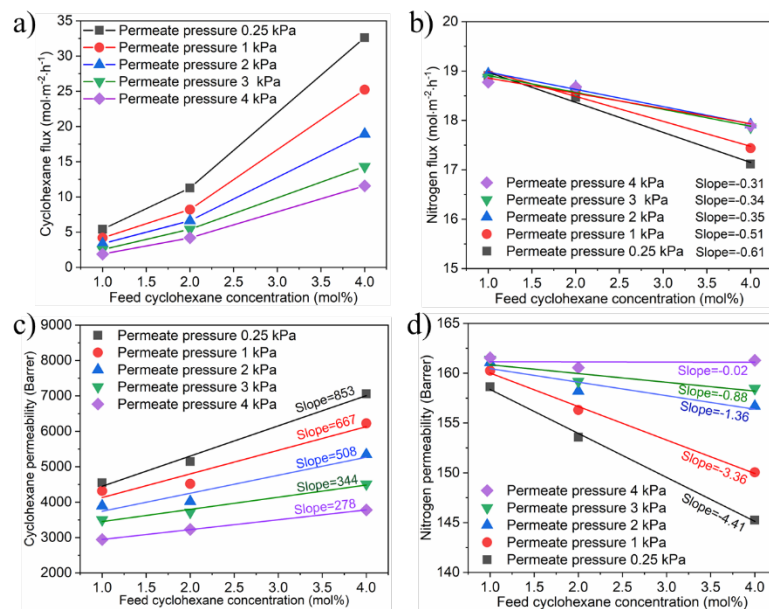 a)
35
30
25
20
15
10
5
0
Cyclohexane flux (mol·m⁻²·h⁻¹)
Permeate pressure 0.25 kPa
Permeate pressure 1 kPa
Permeate pressure 2 kPa
Permeate pressure 3 kPa
Permeate pressure 4 kPa
1.0 1.5 2.0 2.5 3.0 3.5 4.0
Feed cyclohexane concentration (mol%)
b)
20
19
18
17
16
15
Nitrogen flux (mol·m⁻²·h⁻¹)
Permeate pressure 4 kPa Slope=-0.31
Permeate pressure 3 kPa Slope=-0.34
Permeate pressure 2 kPa Slope=-0.35
Permeate pressure 1 kPa Slope=-0.51
Permeate pressure 0.25 kPa Slope=-0.61
1.0 1.5 2.0 2.5 3.0 3.5 4.0
Feed cyclohexane concentration (mol%)
c)
9000
8000
7000
6000
5000
4000
3000
2000
Cyclohexane permeability (Barrer)
Permeate pressure 0.25 kPa
Permeate pressure 1 kPa
Permeate pressure 2 kPa
Permeate pressure 3 kPa
Permeate pressure 4 kPa
Slope=853
Slope=667
Slope=508
Slope=344
Slope=278
1.0 1.5 2.0 2.5 3.0 3.5 4.0
Feed cyclohexane concentration (mol%)
d)
165
160
155
150
145
140
Nitrogen permeability (Barrer)
Slope=-0.02
Slope=-0.88
Slope=-1.36
Slope=-3.36
Slope=-4.41
Permeate pressure 4 kPa
Permeate pressure 3 kPa
Permeate pressure 2 kPa
Permeate pressure 1 kPa
Permeate pressure 0.25 kPa
1.0 1.5 2.0 2.5 3.0 3.5 4.0
Feed cyclohexane concentration (mol%)